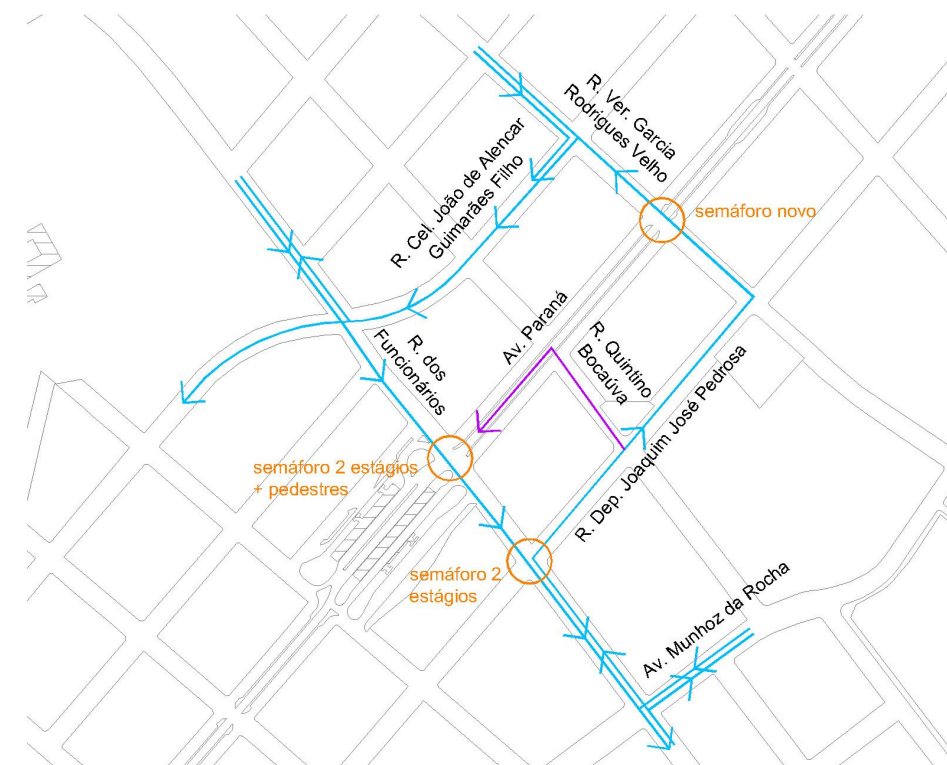 R. Ver. Garcia
Rodrigues Velho
R. Cel. João de Alencar
Guimarães Filho
semáforo novo
Av. Paraná
R. Quintino
Bocaúva
R. dos
Funcionários
R. Dep. Joaquim José Pedrosa
semáforo 2 estágios
+ pedestres
semáforo 2
estágios
Av. Munhoz da Rocha